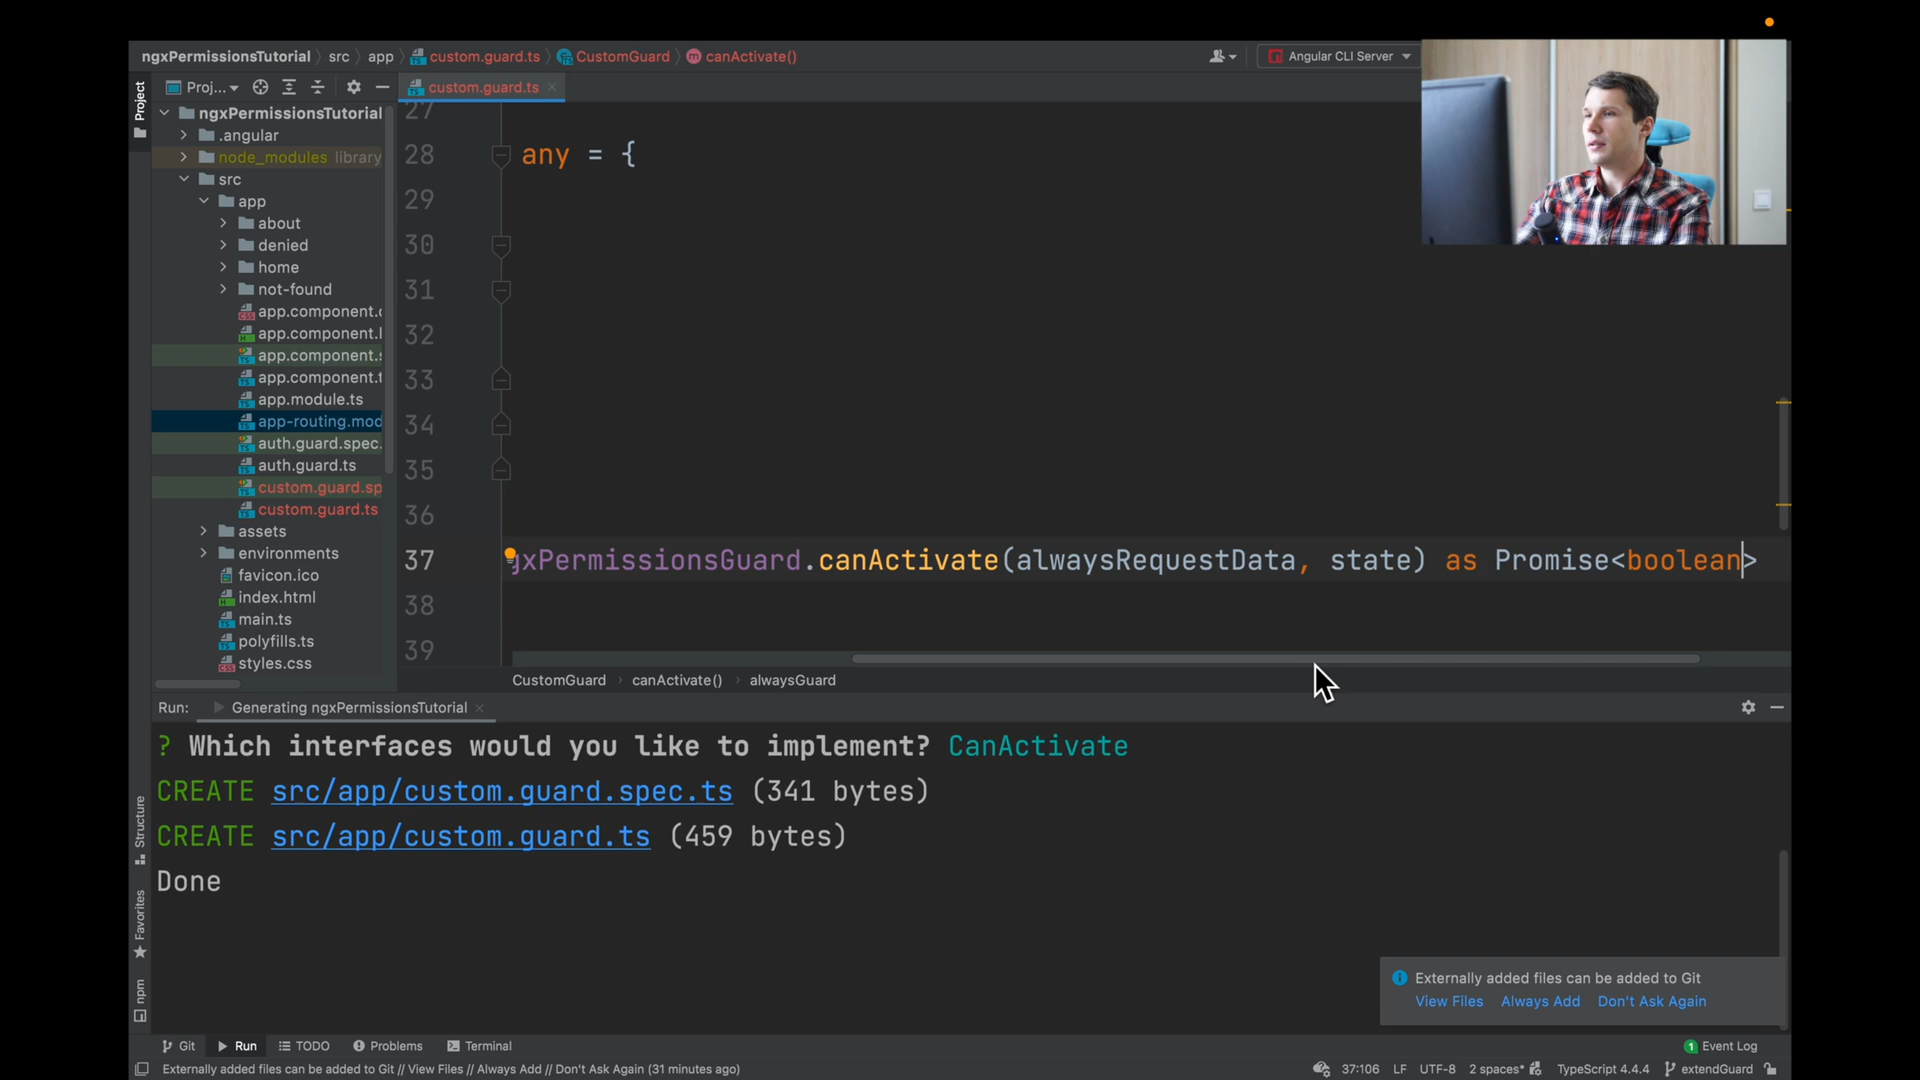 ngxPermissionsTutorial src app custom.guard.ts CustomGuard canActivate()
Angular CLI Server
Project
Proj...
custom.guard.ts
ngxPermissionsTutorial
.angular
node_modules library
src
app
about
denied
home
not-found
app.component.
app.component.
app.component.s
app.component.t
app.module.ts
app-routing.mod
auth.guard.spec.
auth.guard.ts
custom.guard.sp
custom.guard.ts
assets
environments
favicon.ico
index.html
main.ts
polyfills.ts
styles.css
27
28 any = {
29
30
31
32
33
34
35
36
37 gxPermissionsGuard.canActivate(alwaysRequestData, state) as Promise<boolean>
38
39
CustomGuard canActivate() alwaysGuard
Run: Generating ngxPermissionsTutorial
? Which interfaces would you like to implement? CanActivate
CREATE src/app/custom.guard.spec.ts (341 bytes)
CREATE src/app/custom.guard.ts (459 bytes)
Done
Structure
Favorites
npm
Externally added files can be added to Git
View Files Always Add Don't Ask Again
Git Run TODO Problems Terminal
1 Event Log
Externally added files can be added to Git // View Files // Always Add // Don't Ask Again (31 minutes ago)
37:106 LF UTF-8 2 spaces* TypeScript 4.4.4 extendGuard